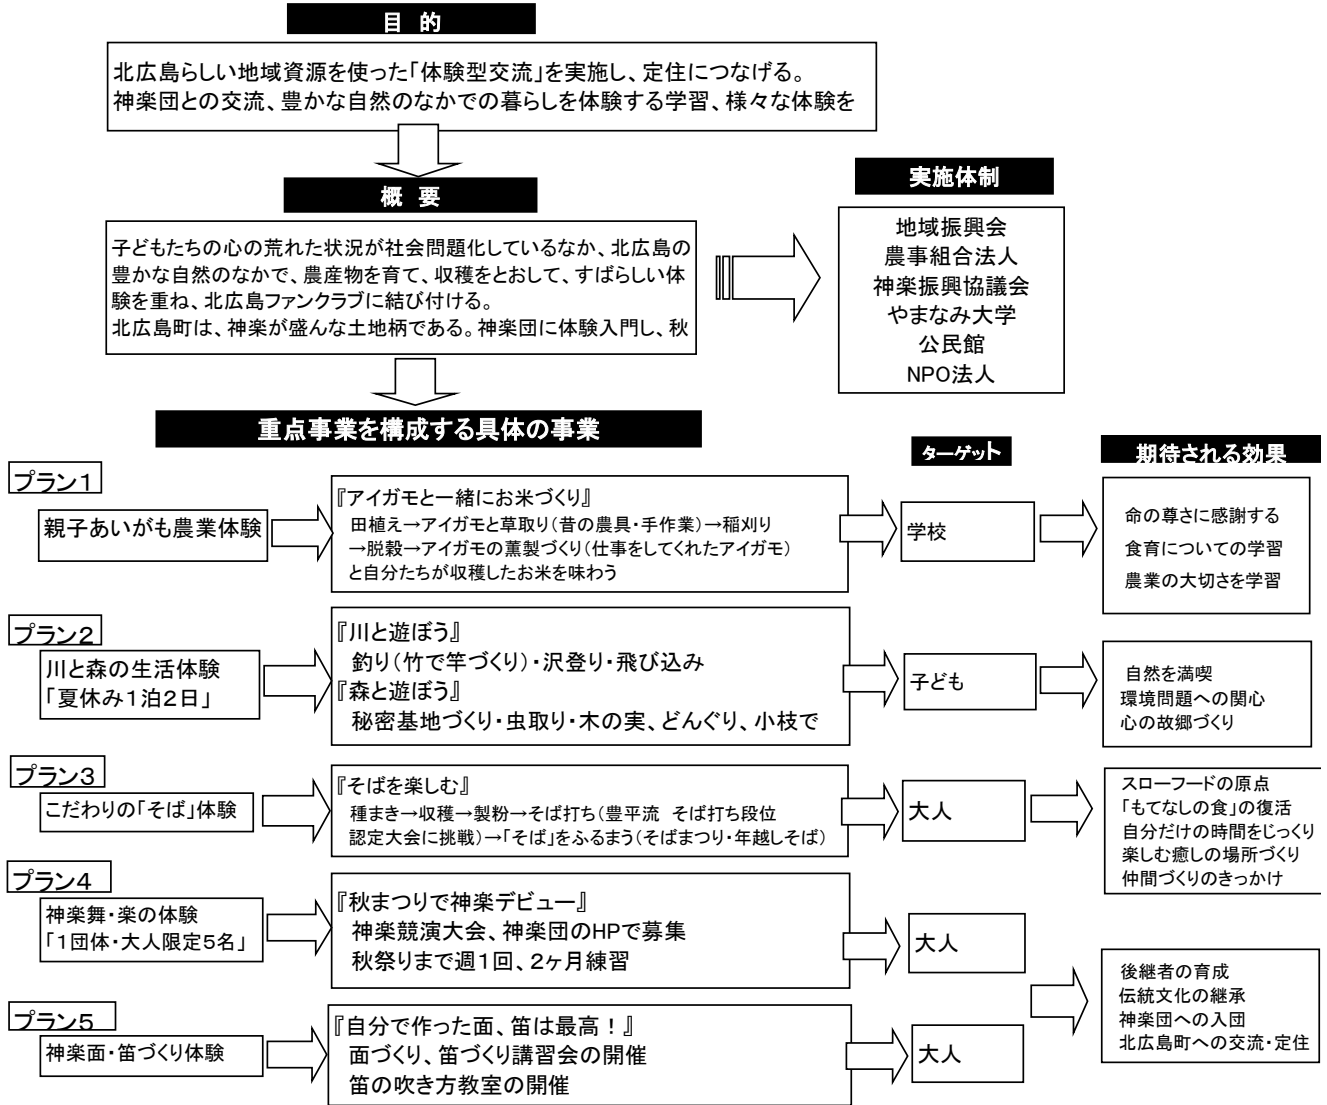 目 的
北広島らしい地域資源を使った「体験型交流」を実施し、定住につなげる。
神楽団との交流、豊かな自然のなかでの暮らしを体験する学習、様々な体験を
概 要
子どもたちの心の荒れた状況が社会問題化しているなか、北広島の
豊かな自然のなかで、農産物を育て、収穫をとおして、すばらしい体
験を重ね、北広島ファンクラブに結び付ける。
北広島町は、神楽が盛んな土地柄である。神楽団に体験入門し、秋
実施体制
地域振興会
農事組合法人
神楽振興協議会
やまなみ大学
公民館
NPO法人
重点事業を構成する具体の事業
ターゲット
期待される効果
プラン1
親子あいがも農業体験
『アイガモと一緒にお米づくり』
田植え→アイガモと草取り(昔の農具・手作業)→稲刈り
→脱穀→アイガモの薫製づくり(仕事をしてくれたアイガモ)
と自分たちが収穫したお米を味わう
学校
命の尊さに感謝する
食育についての学習
農業の大切さを学習
プラン2
川と森の生活体験
「夏休み1泊2日」
『川と遊ぼう』
釣り(竹で竿づくり)・沢登り・飛び込み
『森と遊ぼう』
秘密基地づくり・虫取り・木の実、どんぐり、小枝で
子ども
自然を満喫
環境問題への関心
心の故郷づくり
プラン3
こだわりの「そば」体験
『そばを楽しむ』
種まき→収穫→製粉→そば打ち(豊平流 そば打ち段位
認定大会に挑戦)→「そば」をふるまう(そばまつり・年越しそば)
大人
スローフードの原点
「もてなしの食」の復活
自分だけの時間をじっくり
楽しむ癒しの場所づくり
仲間づくりのきっかけ
プラン4
神楽舞・楽の体験
「1団体・大人限定5名」
『秋まつりで神楽デビュー』
神楽競演大会、神楽団のHPで募集
秋祭りまで週1回、2ヶ月練習
大人
プラン5
神楽面・笛づくり体験
『自分で作った面、笛は最高!』
面づくり、笛づくり講習会の開催
笛の吹き方教室の開催
大人
後継者の育成
伝統文化の継承
神楽団への入団
北広島町への交流・定住